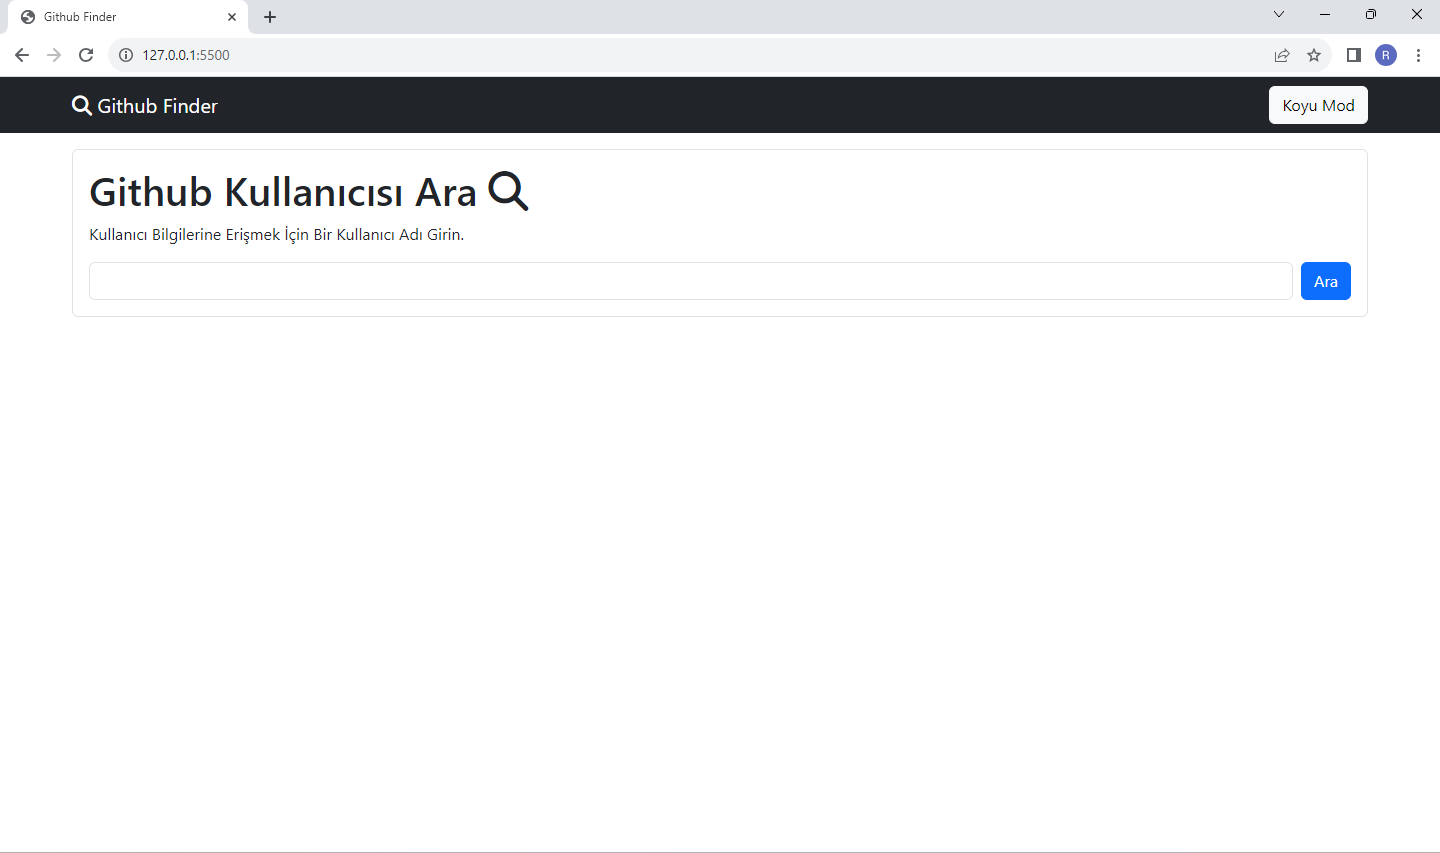 Github Finder
127.0.0.1:5500
R
Github Finder
Koyu Mod
Github Kullanıcısı Ara
Kullanıcı Bilgilerine Erişmek İçin Bir Kullanıcı Adı Girin.
Ara